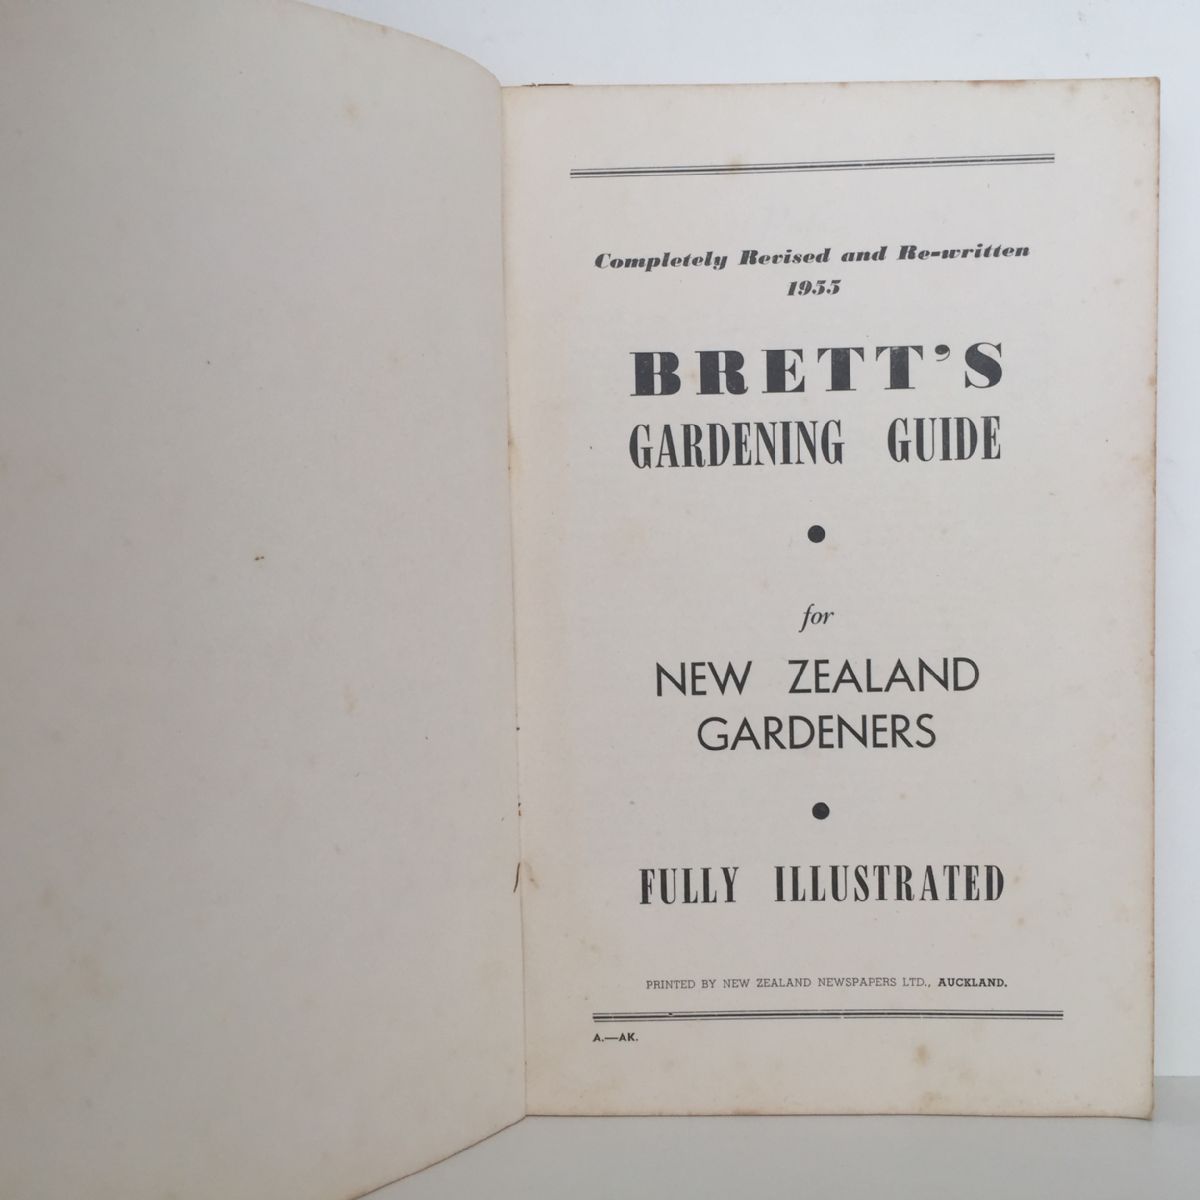 Completely Revised and Re-written
1955
BRETT'S
GARDENING GUIDE
for
NEW ZEALAND
GARDENERS
FULLY ILLUSTRATED
PRINTED BY NEW ZEALAND NEWSPAPERS LTD., AUCKLAND.
A.—AK.